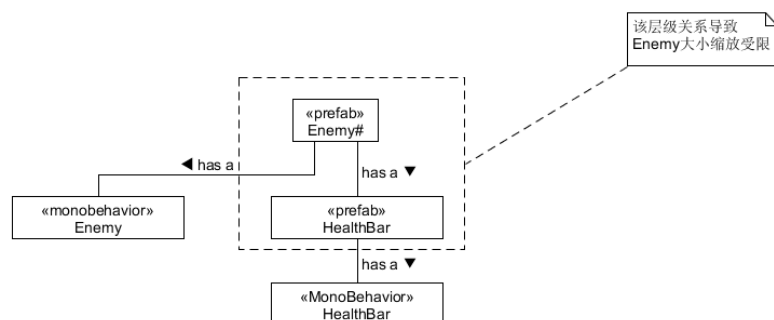 该层级关系导致
Enemy大小缩放受限
«prefab»
Enemy#
◀ has a
has a ▼
«monobehavior»
Enemy
«prefab»
HealthBar
has a ▼
«MonoBehavior»
HealthBar